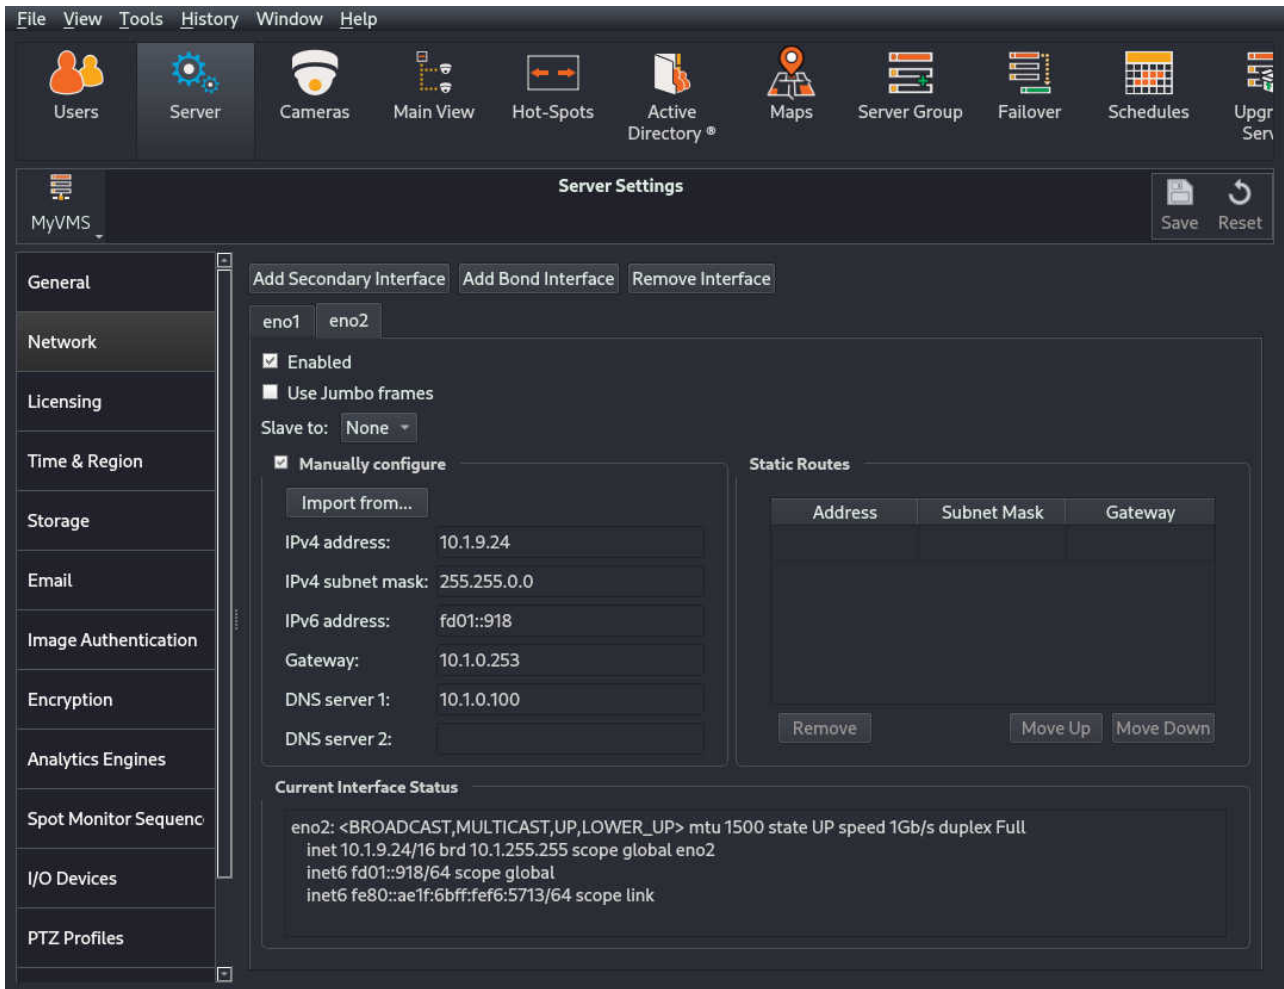 File View Tools History Window Help
Users
Server
Cameras
Main View
Hot-Spots
Active
Directory ®
Maps
Server Group
Failover
Schedules
Upgr
Serv
MyVMS
Server Settings
Save
Reset
General
Network
Licensing
Time & Region
Storage
Email
Image Authentication
Encryption
Analytics Engines
Spot Monitor Sequenc
I/O Devices
PTZ Profiles
Add Secondary Interface
Add Bond Interface
Remove Interface
eno1
eno2
Enabled
Use Jumbo frames
Slave to: None
Manually configure
Import from...
IPv4 address: 10.1.9.24
IPv4 subnet mask: 255.255.0.0
IPv6 address: fd01::918
Gateway: 10.1.0.253
DNS server 1: 10.1.0.100
DNS server 2:
Static Routes
Address Subnet Mask Gateway
Remove
Move Up
Move Down
Current Interface Status
eno2: <BROADCAST,MULTICAST,UP,LOWER_UP> mtu 1500 state UP speed 1Gb/s duplex Full
inet 10.1.9.24/16 brd 10.1.255.255 scope global eno2
inet6 fd01::918/64 scope global
inet6 fe80::ae1f:6bff:fef6:5713/64 scope link